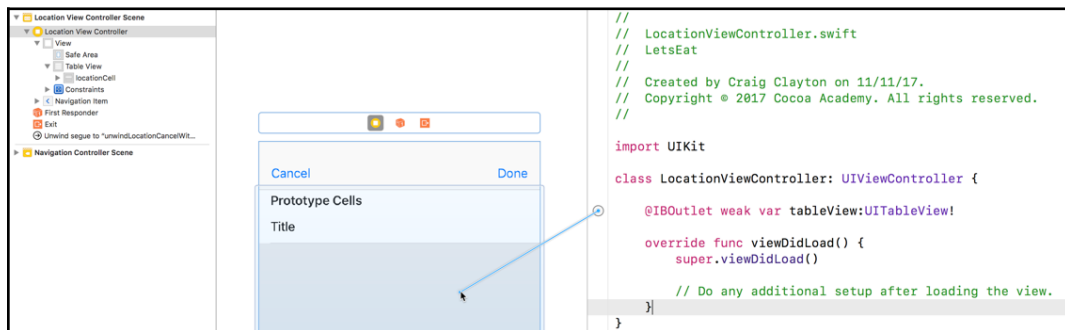 Location View Controller Scene
Location View Controller
View
Safe Area
Table View
locationCell
Constraints
Navigation Item
First Responder
Exit
Unwind segue to "unwindLocationCancelWit...
Navigation Controller Scene
Cancel
Done
Prototype Cells
Title
//
// LocationViewController.swift
// LetsEat
//
// Created by Craig Clayton on 11/11/17.
// Copyright © 2017 Cocoa Academy. All rights reserved.
//
import UIKit
class LocationViewController: UIViewController {
@IBOutlet weak var tableView:UITableView!
override func viewDidLoad() {
super.viewDidLoad()
// Do any additional setup after loading the view.
}
}